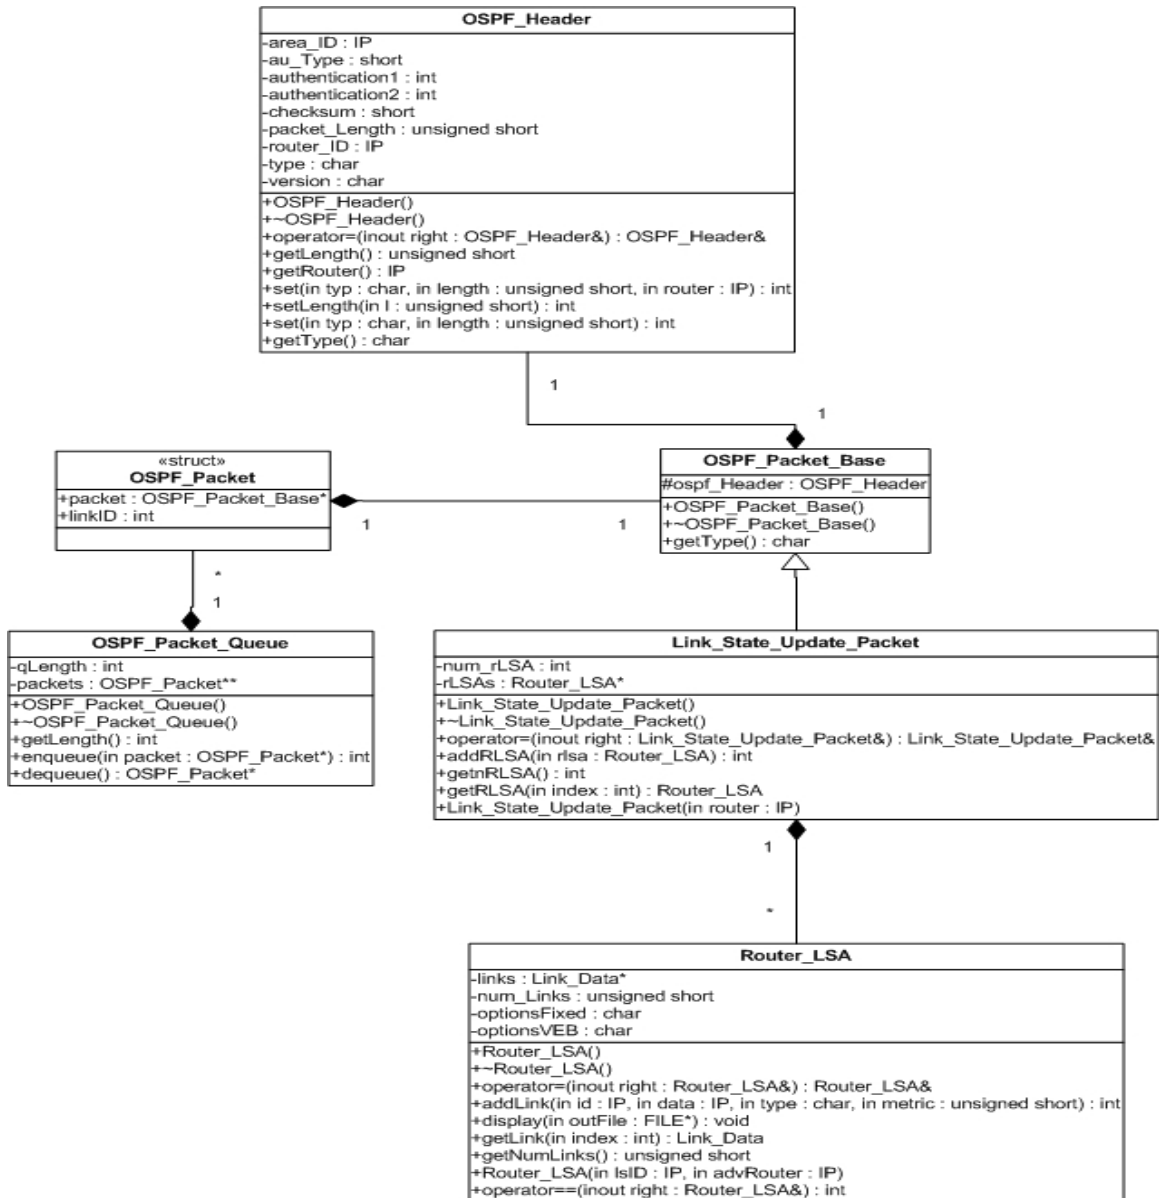 OSPF_Header
-area_ID : IP
-au_Type : short
-authentication1 : int
-authentication2 : int
-checksum : short
-packet_Length : unsigned short
-router_ID : IP
-type : char
-version : char
+OSPF_Header()
+~OSPF_Header()
+operator=(inout right : OSPF_Header&) : OSPF_Header&
+getLength() : unsigned short
+getRouter() : IP
+set(in typ : char, in length : unsigned short, in router : IP) : int
+setLength(in l : unsigned short) : int
+set(in typ : char, in length : unsigned short) : int
+getType() : char
1
1
«struct»
OSPF_Packet
+packet : OSPF_Packet_Base*
+linkID : int
1
1
OSPF_Packet_Base
#ospf_Header : OSPF_Header
+OSPF_Packet_Base()
+~OSPF_Packet_Base()
+getType() : char
*
1
OSPF_Packet_Queue
-qLength : int
-packets : OSPF_Packet**
+OSPF_Packet_Queue()
+~OSPF_Packet_Queue()
+getLength() : int
+enqueue(in packet : OSPF_Packet*) : int
+dequeue() : OSPF_Packet*
Link_State_Update_Packet
-num_rLSA : int
-rLSAs : Router_LSA*
+Link_State_Update_Packet()
+~Link_State_Update_Packet()
+operator=(inout right : Link_State_Update_Packet&) : Link_State_Update_Packet&
+addRLSA(in rlsa : Router_LSA) : int
+getnRLSA() : int
+getRLSA(in index : int) : Router_LSA
+Link_State_Update_Packet(in router : IP)
1
*
Router_LSA
-links : Link_Data*
-num_Links : unsigned short
-optionsFixed : char
-optionsVEB : char
+Router_LSA()
+~Router_LSA()
+operator=(inout right : Router_LSA&) : Router_LSA&
+addLink(in id : IP, in data : IP, in type : char, in metric : unsigned short) : int
+display(in outFile : FILE*) : void
+getLink(in index : int) : Link_Data
+getNumLinks() : unsigned short
+Router_LSA(in lsID : IP, in advRouter : IP)
+operator==(inout right : Router_LSA&) : int